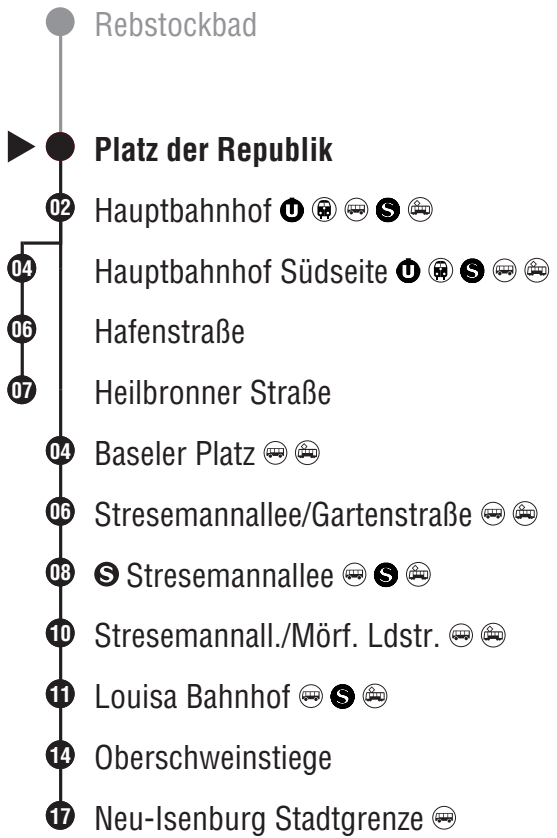 Rebstockbad
Platz der Republik
02 Hauptbahnhof U S
04 Hauptbahnhof Südseite U S
06 Hafenstraße
07 Heilbronner Straße
04 Baseler Platz
06 Stresemannallee/Gartenstraße
08 S Stresemannallee S
10 Stresemannall./Mörf. Ldstr.
11 Louisa Bahnhof S
14 Oberschweinstiege
17 Neu-Isenburg Stadtgrenze